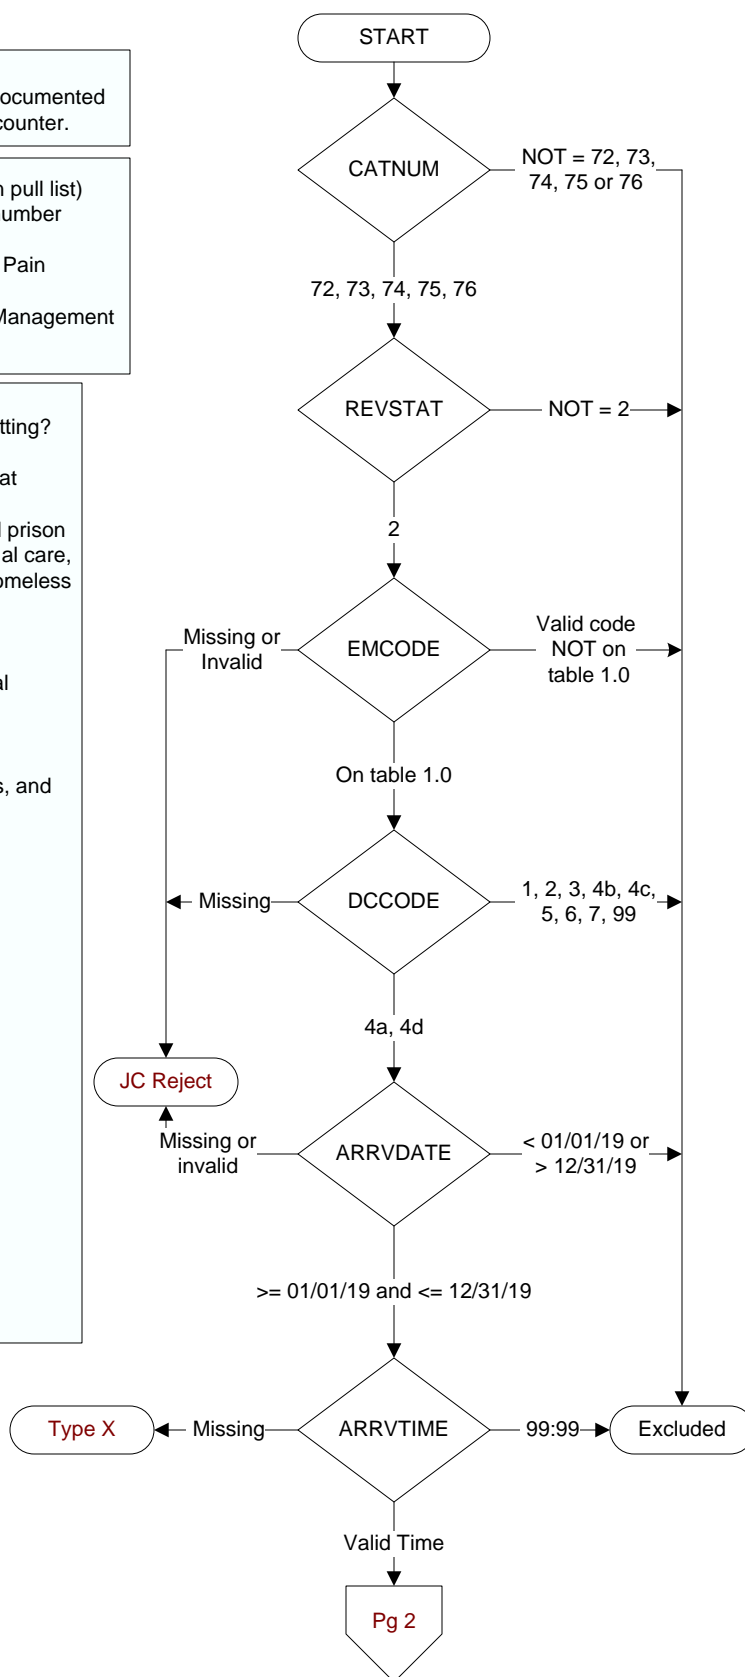 START
ocumented
counter.
CATNUM
NOT = 72, 73,
74, 75 or 76
pull list)
umber
Pain
Management
72, 73, 74, 75, 76
REVSTAT
NOT = 2
tting?
at
prison
al care,
omeless
al
s, and
2
EMCODE
Missing or
Invalid
Valid code
NOT on
table 1.0
On table 1.0
DCCODE
Missing
1, 2, 3, 4b, 4c,
5, 6, 7, 99
4a, 4d
JC Reject
ARRVDATE
Missing or
invalid
< 01/01/19 or
> 12/31/19
>= 01/01/19 and <= 12/31/19
ARRVTIME
Type X
Missing
99:99
Excluded
Valid Time
Pg 2